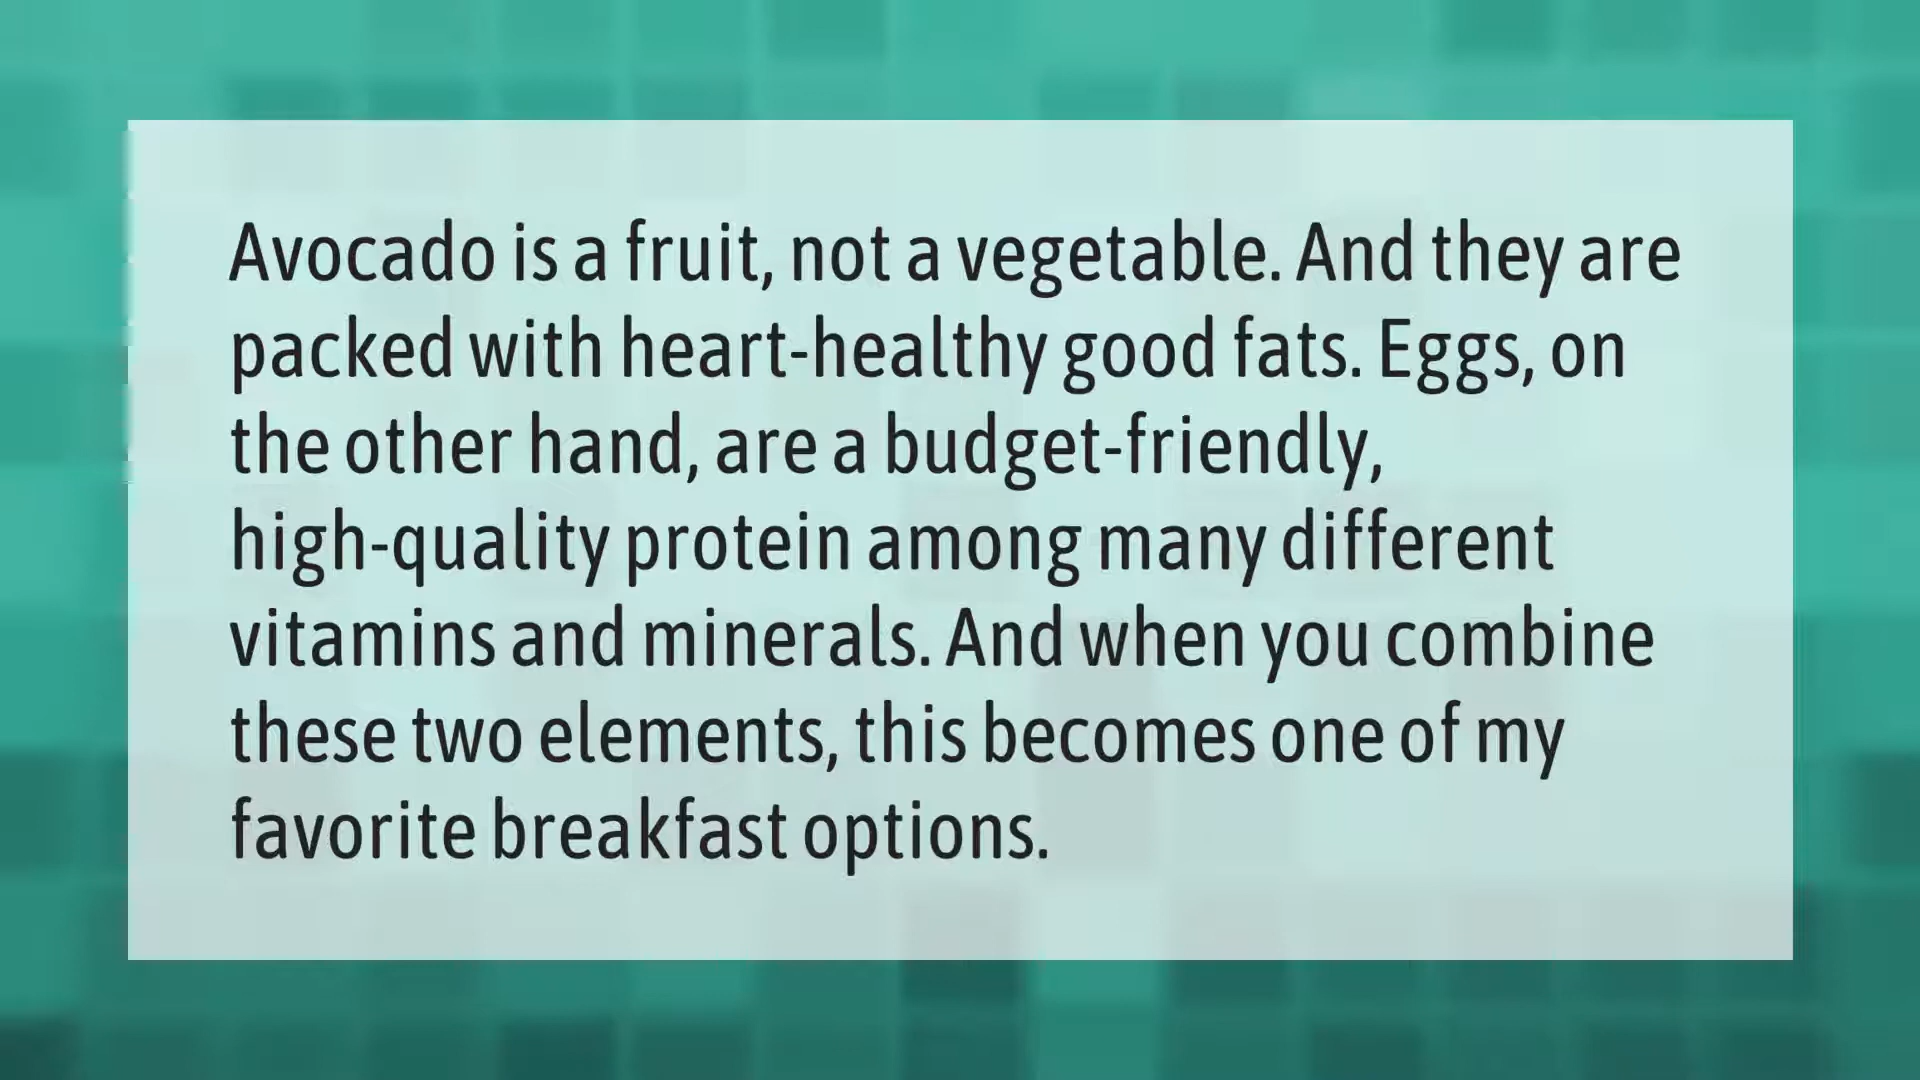 Avocado is a fruit, not a vegetable. And they are
packed with heart-healthy good fats. Eggs, on
the other hand, are a budget-friendly,
high-quality protein among many different
vitamins and minerals. And when you combine
these two elements, this becomes one of my
favorite breakfast options.